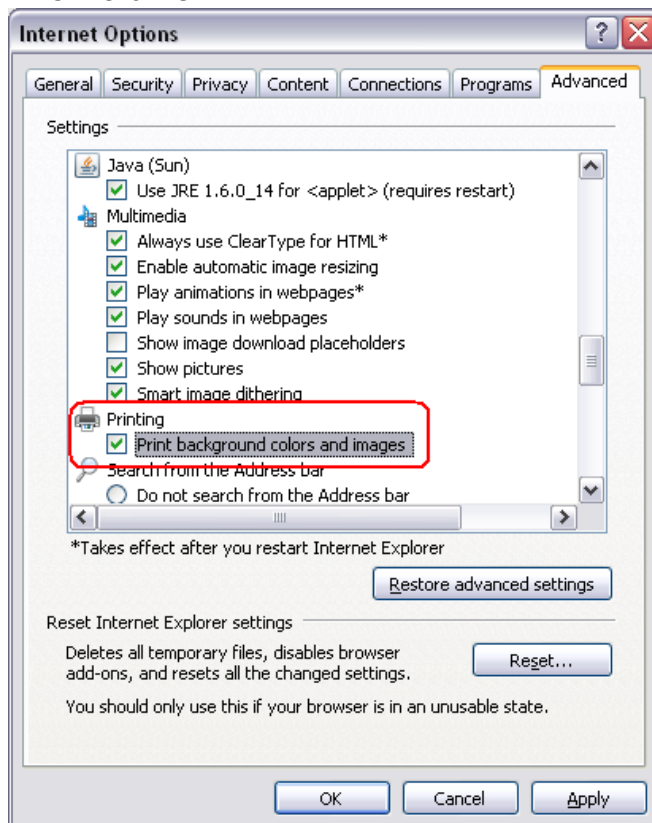 Internet Options
General Security Privacy Content Connections Programs Advanced
Settings
Java (Sun)
Use JRE 1.6.0_14 for <applet> (requires restart)
Multimedia
Always use ClearType for HTML*
Enable automatic image resizing
Play animations in webpages*
Play sounds in webpages
Show image download placeholders
Show pictures
Smart image dithering
Printing
Print background colors and images
Search from the Address bar
Do not search from the Address bar
*Takes effect after you restart Internet Explorer
Restore advanced settings
Reset Internet Explorer settings
Deletes all temporary files, disables browser
add-ons, and resets all the changed settings.
Reset...
You should only use this if your browser is in an unusable state.
OK Cancel Apply